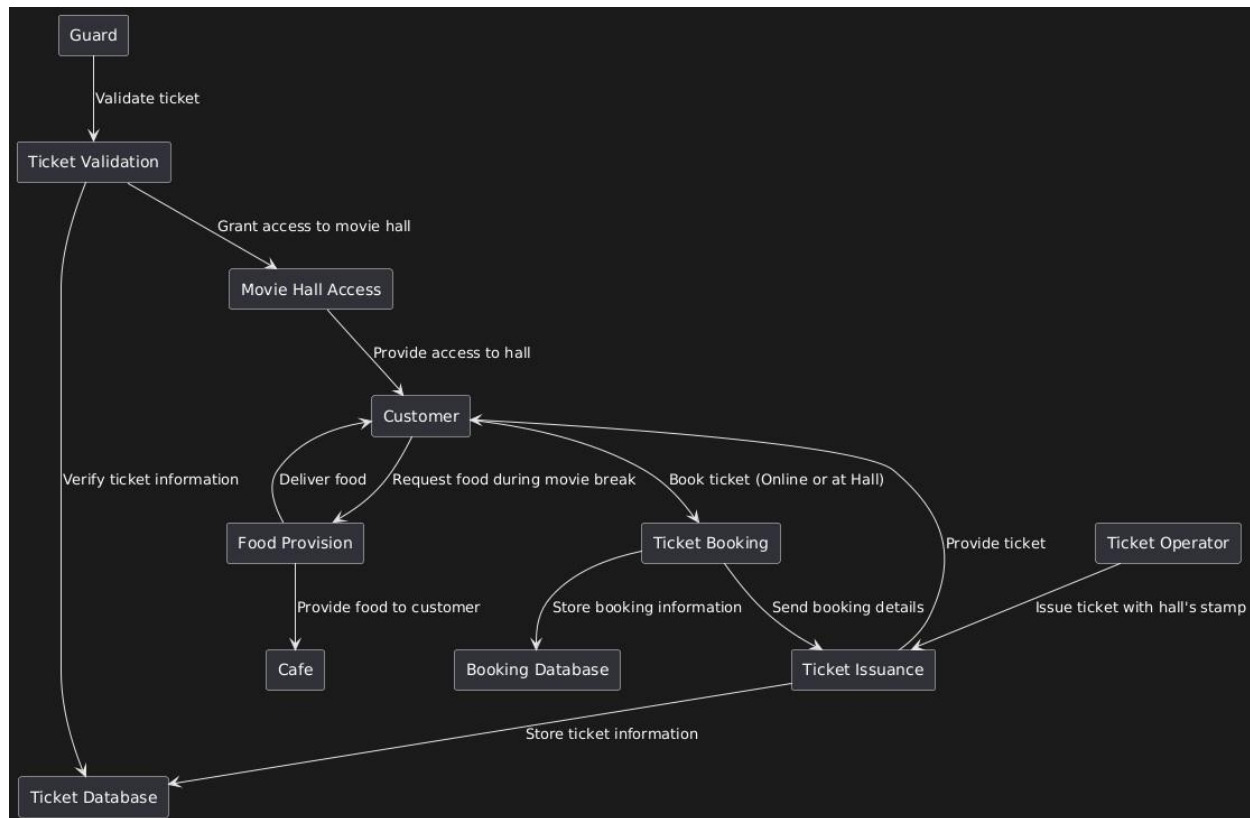 Guard
Validate ticket
Ticket Validation
Grant access to movie hall
Movie Hall Access
Provide access to hall
Customer
Verify ticket information
Deliver food
Request food during movie break
Book ticket (Online or at Hall)
Food Provision
Ticket Booking
Provide ticket
Ticket Operator
Provide food to customer
Store booking information
Send booking details
Issue ticket with hall's stamp
Cafe
Booking Database
Ticket Issuance
Store ticket information
Ticket Database